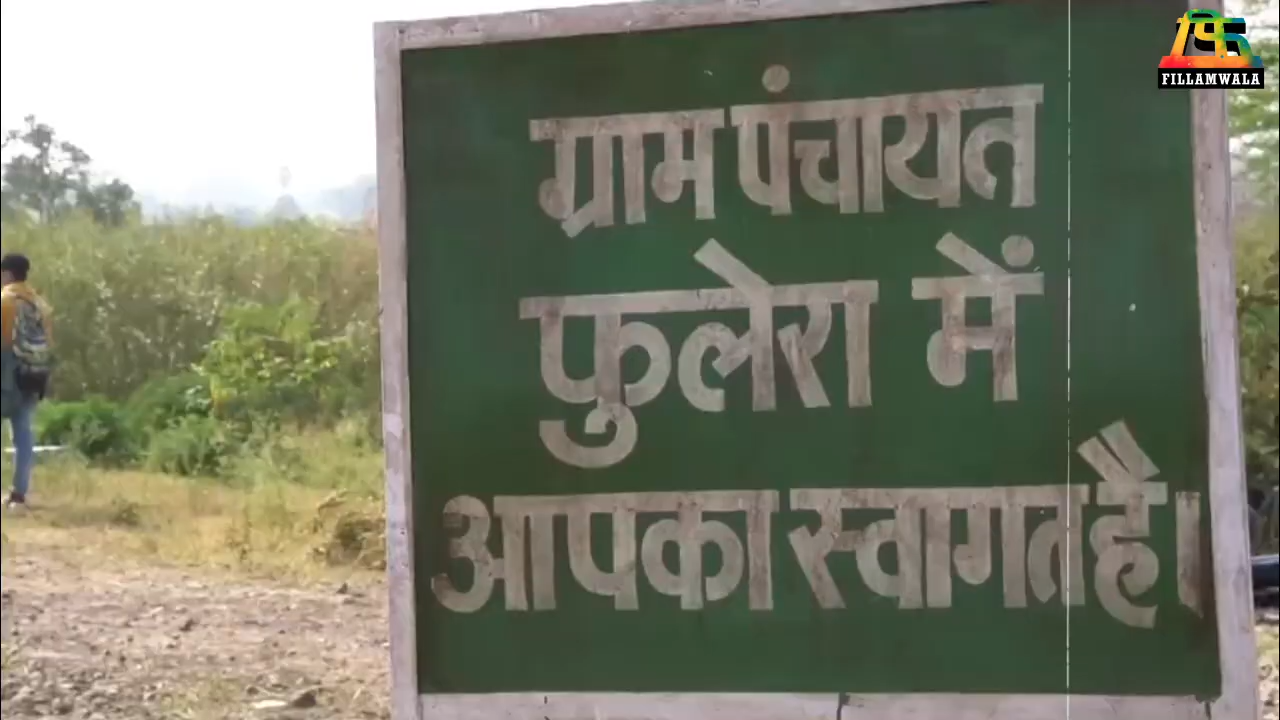 ग्राम पंचायत
फुलेरा में
आपका स्वागत है।
FILLAMWALA